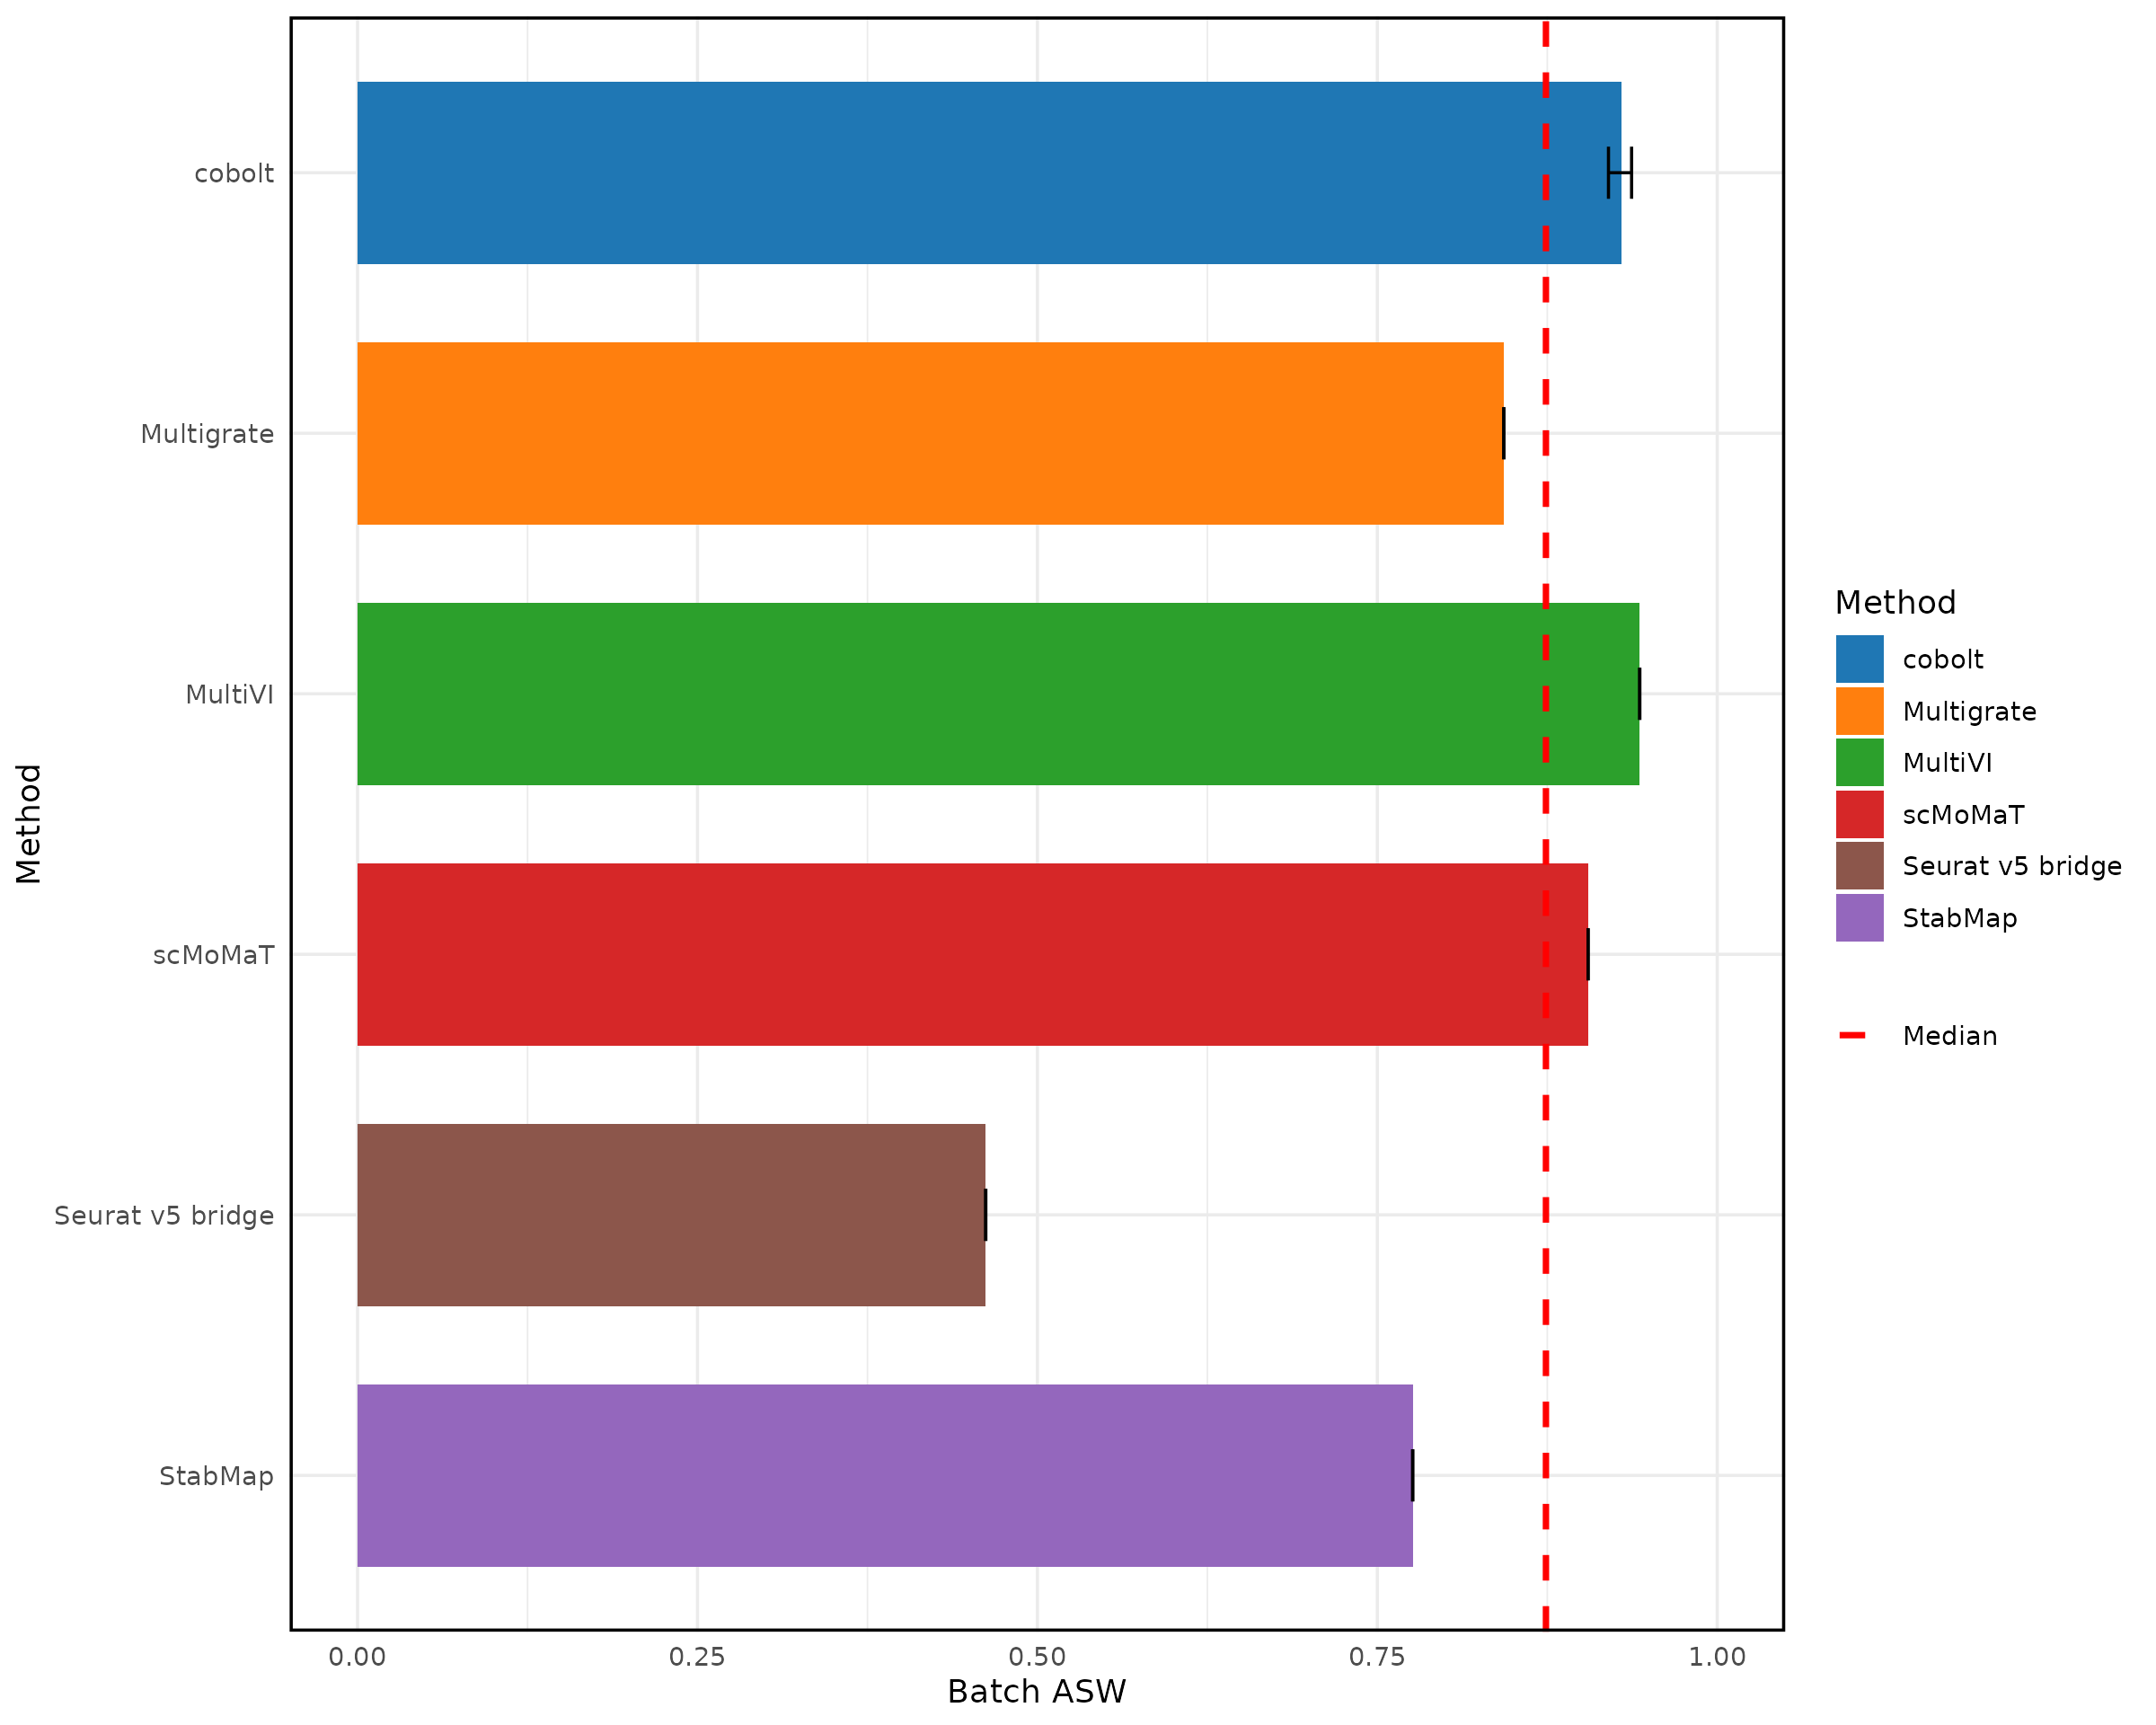 cobolt
Multigrate
MultiVI
scMoMaT
Seurat v5 bridge
StabMap
Method
0.00 0.25 0.50 0.75 1.00
Batch ASW
Method
cobolt
Multigrate
MultiVI
scMoMaT
Seurat v5 bridge
StabMap
Median